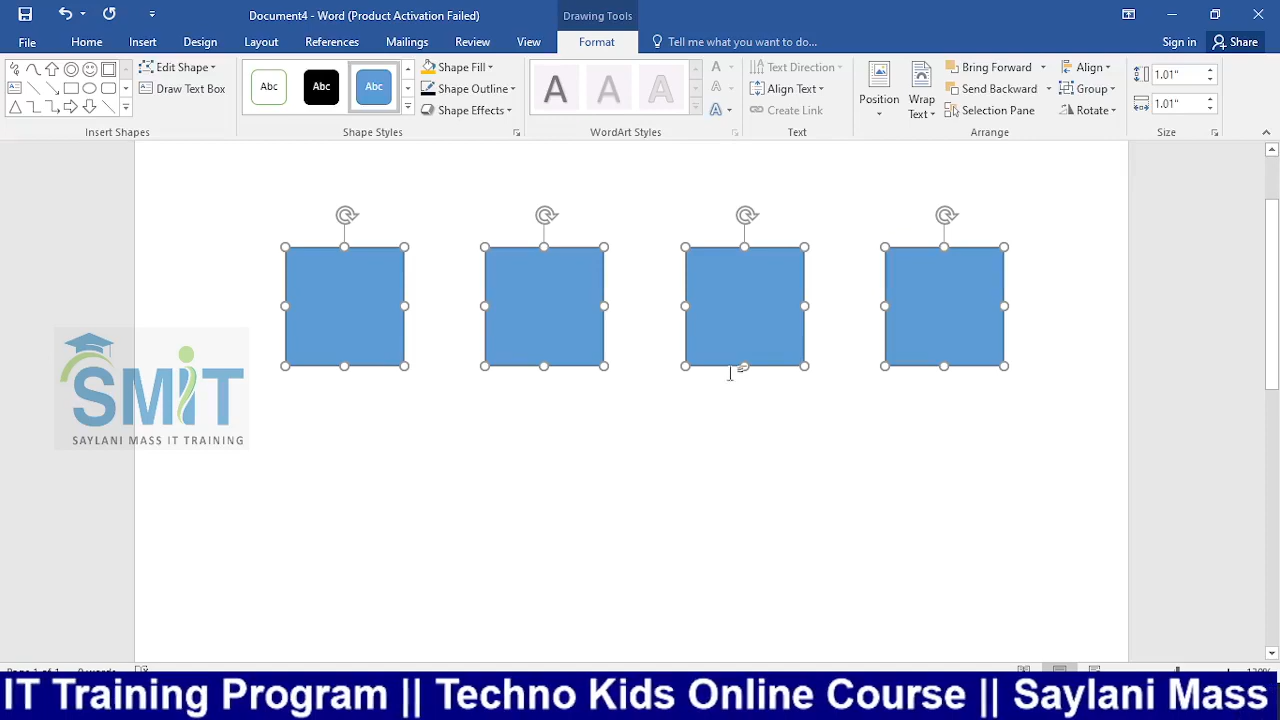 Document4 - Word (Product Activation Failed)
Drawing Tools
File
Home
Insert
Design
Layout
References
Mailings
Review
View
Format
Tell me what you want to do...
Sign in
Share
Edit Shape
Draw Text B
Insert Shapes
Abc
Abc
Abc
Shape Fill
Shape Outline
Shape Effects
Shape Styles
A
A
A
WordArt Styles
Text Direction
Align Text
Create Link
Text
Position
Wrap Text
Bring Forward
Send Backward
Selection Pane
Align
Group
Rotate
Arrange
1.01"
1.01"
Size
SMIT
SAYLANI MASS IT TRAINING
IT Training Program || Techno Kids Online Course || Saylani Mass